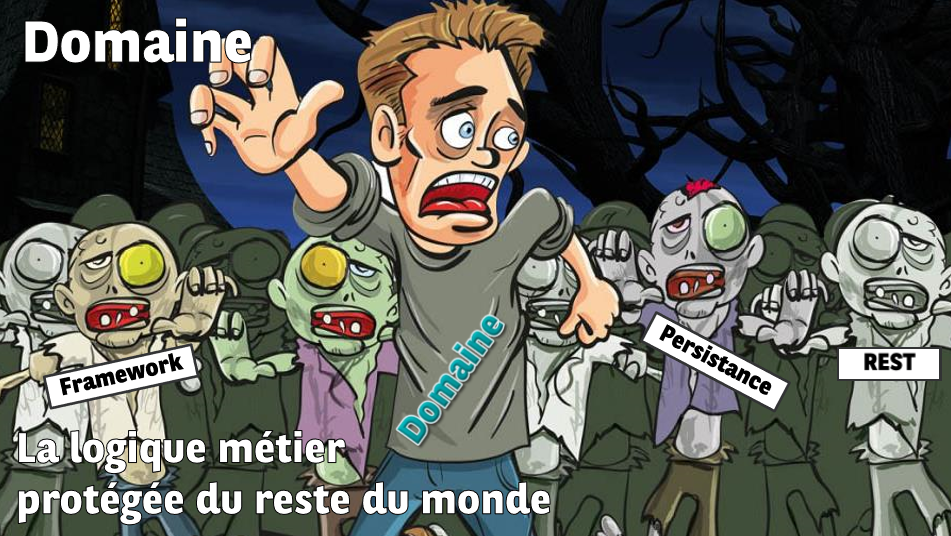 Domaine
Domaine
Framework
Persistance
REST
La logique métier
protégée du reste du monde